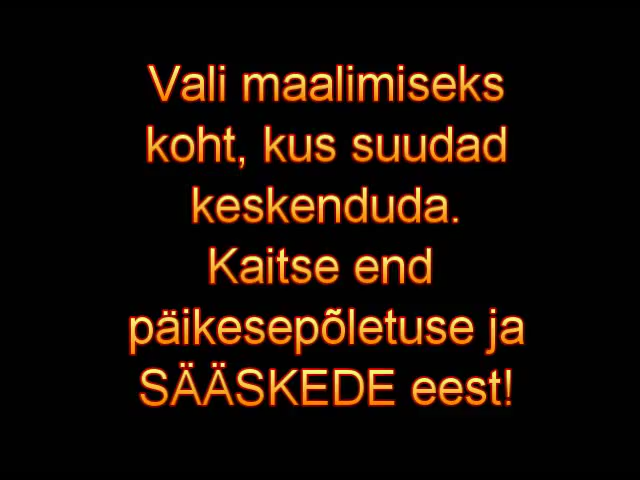 Vali maalimiseks
koht, kus suudad
keskenduda.
Kaitse end
päikesepõletuse ja
SÄÄSKEDE eest!